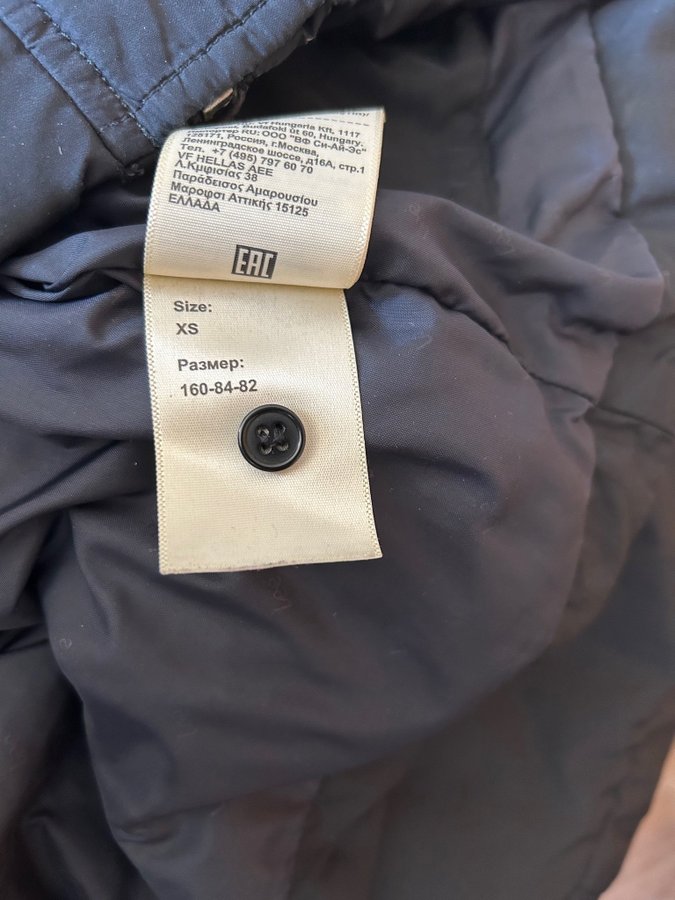 Hungaria Kft, 1117
Budafoki út 60, Hungary.
RU: ООО "ВФ Си-Ай-Эс"
125171, Россия, г.Москва,
Ленинградское шоссе, д16А, стр.1
Тел. +7 (495) 797 60 70
VF HELLAS AEE
Λ.Κηφισίας 38
Παράδεισος Αμαρουσίου
Μαρουσι Αττικής 15125
ΕΛΛΑΔΑ
EAC
Size:
XS
Размер:
160-84-82